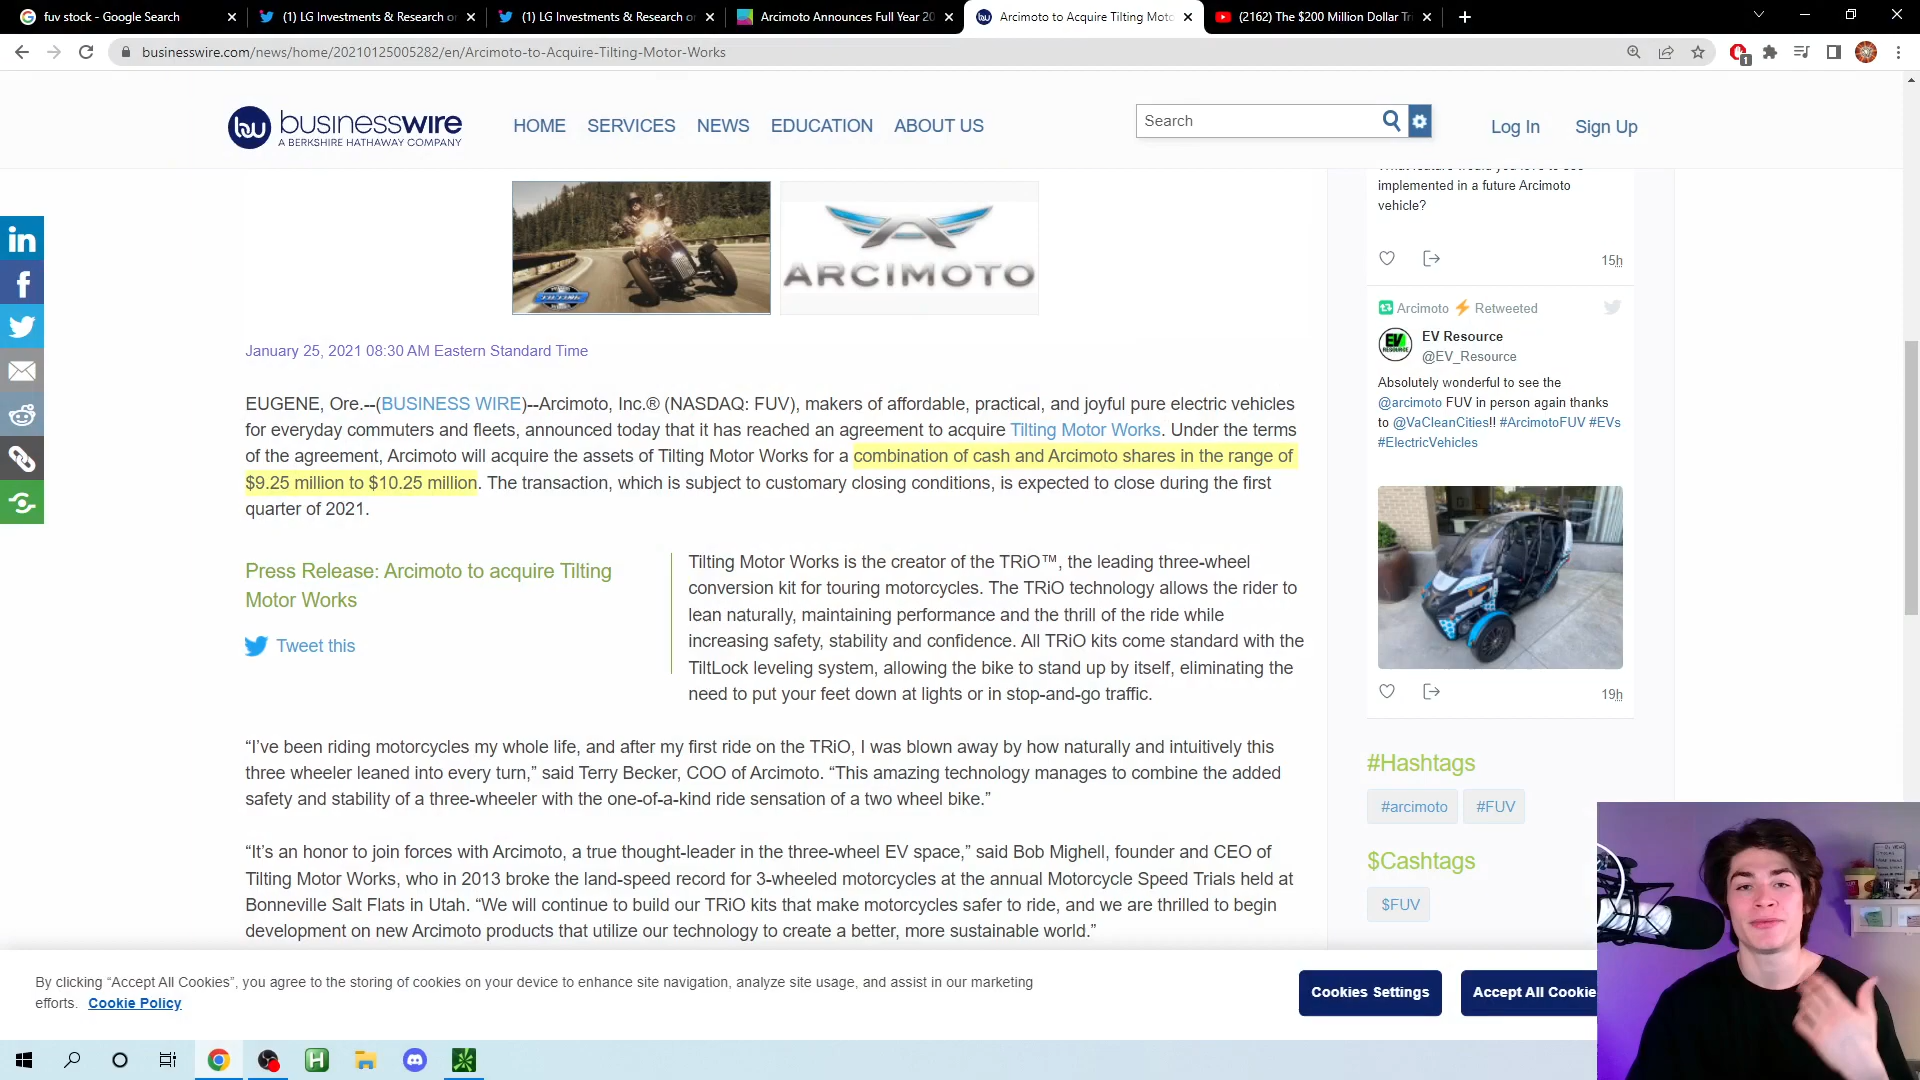 fuv stock - Google Search
(1) LG Investments & Research or
(1) LG Investments & Research or
Arcimoto Announces Full Year 20
Arcimoto to Acquire Tilting Moto
(2162) The $200 Million Dollar Tr
businesswire.com/news/home/20210125005282/en/Arcimoto-to-Acquire-Tilting-Motor-Works
1
bw businesswire
A BERKSHIRE HATHAWAY COMPANY
HOME SERVICES NEWS EDUCATION ABOUT US
Search
Log In Sign Up
implemented in a future Arcimoto
vehicle?
15h
ARCIMOTO
January 25, 2021 08:30 AM Eastern Standard Time
EUGENE, Ore.--(BUSINESS WIRE)--Arcimoto, Inc.® (NASDAQ: FUV), makers of affordable, practical, and joyful pure electric vehicles
for everyday commuters and fleets, announced today that it has reached an agreement to acquire Tilting Motor Works. Under the terms
of the agreement, Arcimoto will acquire the assets of Tilting Motor Works for a combination of cash and Arcimoto shares in the range of
$9.25 million to $10.25 million. The transaction, which is subject to customary closing conditions, is expected to close during the first
quarter of 2021.
Press Release: Arcimoto to acquire Tilting
Motor Works
Tweet this
Tilting Motor Works is the creator of the TRiO™, the leading three-wheel
conversion kit for touring motorcycles. The TRiO technology allows the rider to
lean naturally, maintaining performance and the thrill of the ride while
increasing safety, stability and confidence. All TRiO kits come standard with the
TiltLock leveling system, allowing the bike to stand up by itself, eliminating the
need to put your feet down at lights or in stop-and-go traffic.
“I’ve been riding motorcycles my whole life, and after my first ride on the TRiO, I was blown away by how naturally and intuitively this
three wheeler leaned into every turn,” said Terry Becker, COO of Arcimoto. “This amazing technology manages to combine the added
safety and stability of a three-wheeler with the one-of-a-kind ride sensation of a two wheel bike.”
“It’s an honor to join forces with Arcimoto, a true thought-leader in the three-wheel EV space,” said Bob Mighell, founder and CEO of
Tilting Motor Works, who in 2013 broke the land-speed record for 3-wheeled motorcycles at the annual Motorcycle Speed Trials held at
Bonneville Salt Flats in Utah. “We will continue to build our TRiO kits that make motorcycles safer to ride, and we are thrilled to begin
development on new Arcimoto products that utilize our technology to create a better, more sustainable world.”
Arcimoto ⚡ Retweeted
EV Resource
@EV_Resource
Absolutely wonderful to see the
@arcimoto FUV in person again thanks
to @VaCleanCities!! #ArcimotoFUV #EVs
#ElectricVehicles
19h
#Hashtags
#arcimoto #FUV
$Cashtags
$FUV
By clicking “Accept All Cookies”, you agree to the storing of cookies on your device to enhance site navigation, analyze site usage, and assist in our marketing
efforts. Cookie Policy
Cookies Settings
Accept All Cookie